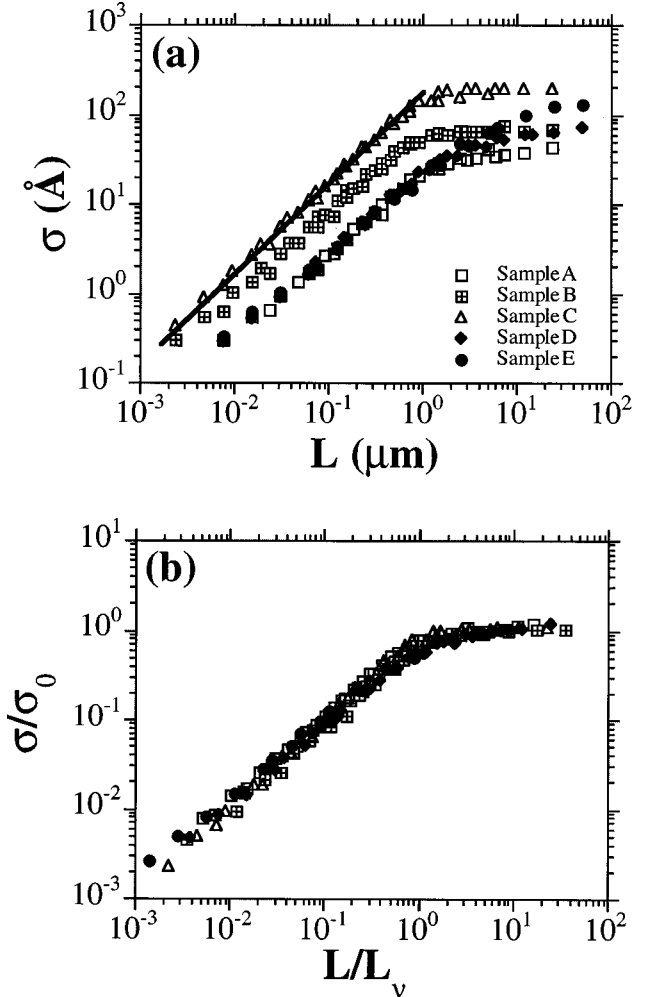 (a)
10³
10²
10¹
10⁰
10⁻¹
σ (Å)
Sample A
Sample B
Sample C
Sample D
Sample E
10⁻³ 10⁻² 10⁻¹ 10⁰ 10¹ 10²
L (μm)
(b)
10¹
10⁰
10⁻¹
10⁻²
10⁻³
σ/σ₀
10⁻³ 10⁻² 10⁻¹ 10⁰ 10¹ 10²
L/Lᵥ